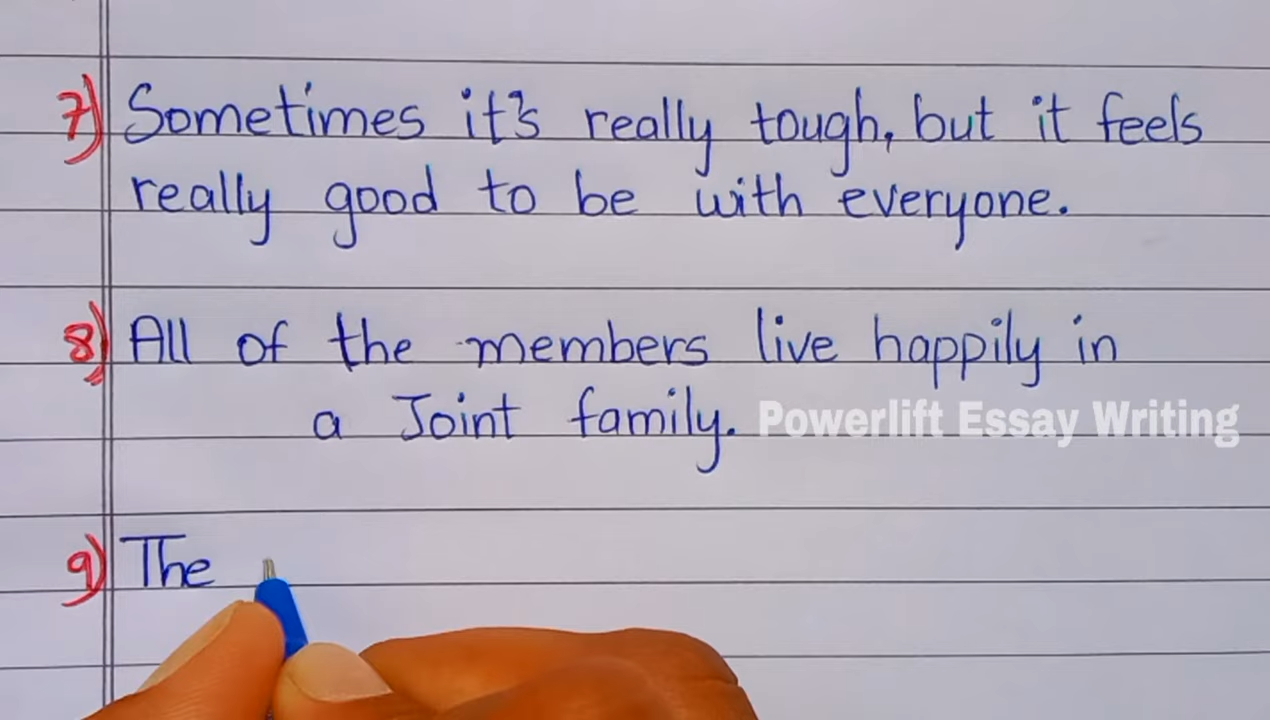 7) Sometimes it's really tough, but it feels
really good to be with everyone.
8) All of the members live happily in
a Joint family. Powerlift Essay Writing
9) The